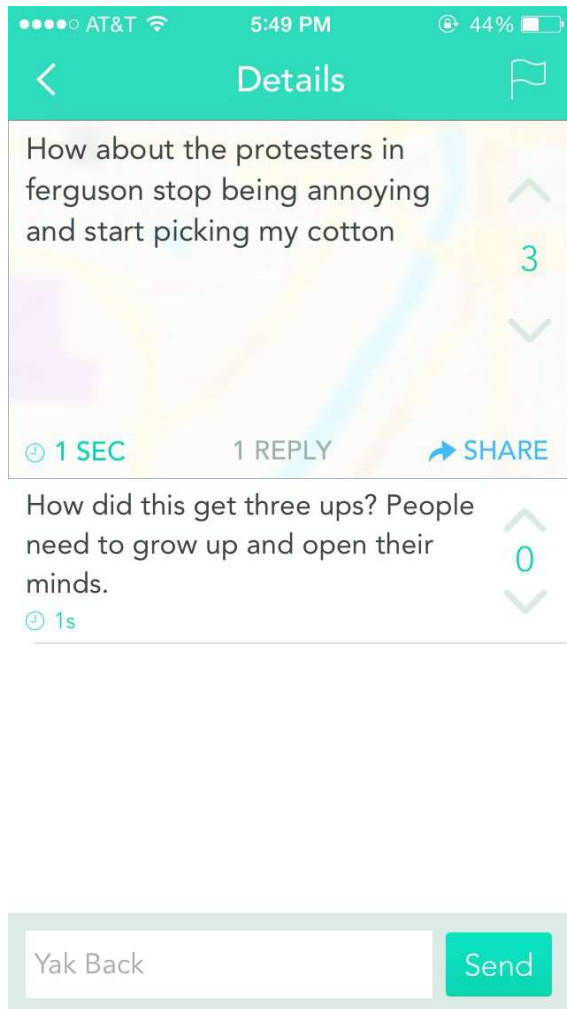 AT&T 5:49 PM 44%
Details
How about the protesters in
ferguson stop being annoying
and start picking my cotton
3
1 SEC 1 REPLY SHARE
How did this get three ups? People
need to grow up and open their
minds.
0
1s
Yak Back Send